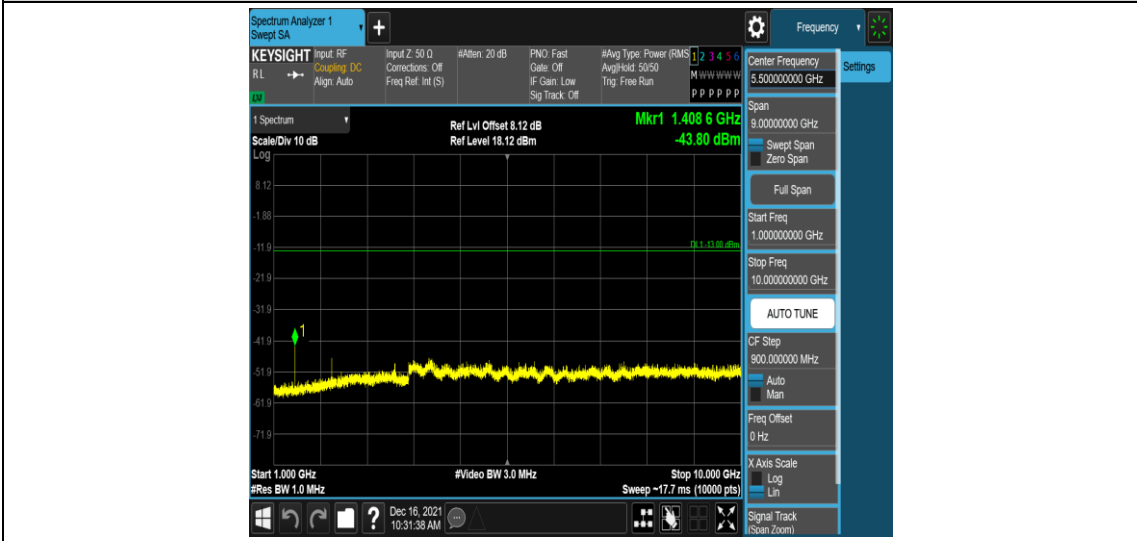 Spectrum Analyzer 1
Swept SA
+
Frequency
KEYSIGHT
RL
Input: RF
Coupling: DC
Align: Auto
Input Z: 50 Ω
Corrections: Off
Freq Ref: Int (S)
#Atten: 20 dB
PNO: Fast
Gate: Off
IF Gain: Low
Sig Track: Off
#Avg Type: Power (RMS
Avg|Hold: 50/50
Trig: Free Run
1 2 3 4 5 6
M W W W W W
P P P P P P
1 Spectrum
Scale/Div 10 dB
Log
Ref Lvl Offset 8.12 dB
Ref Level 18.12 dBm
Mkr1 1.408 6 GHz
-43.80 dBm
8.12
-1.88
-11.9
DL1 -13.00 dBm
-21.9
-31.9
1
-41.9
-51.9
-61.9
-71.9
Start 1.000 GHz
#Res BW 1.0 MHz
#Video BW 3.0 MHz
Stop 10.000 GHz
Sweep ~17.7 ms (10000 pts)
?
Dec 16, 2021
10:31:38 AM
Center Frequency
5.500000000 GHz
Settings
Span
9.00000000 GHz
Swept Span
Zero Span
Full Span
Start Freq
1.000000000 GHz
Stop Freq
10.000000000 GHz
AUTO TUNE
CF Step
900.000000 MHz
Auto
Man
Freq Offset
0 Hz
X Axis Scale
Log
Lin
Signal Track
(Span Zoom)